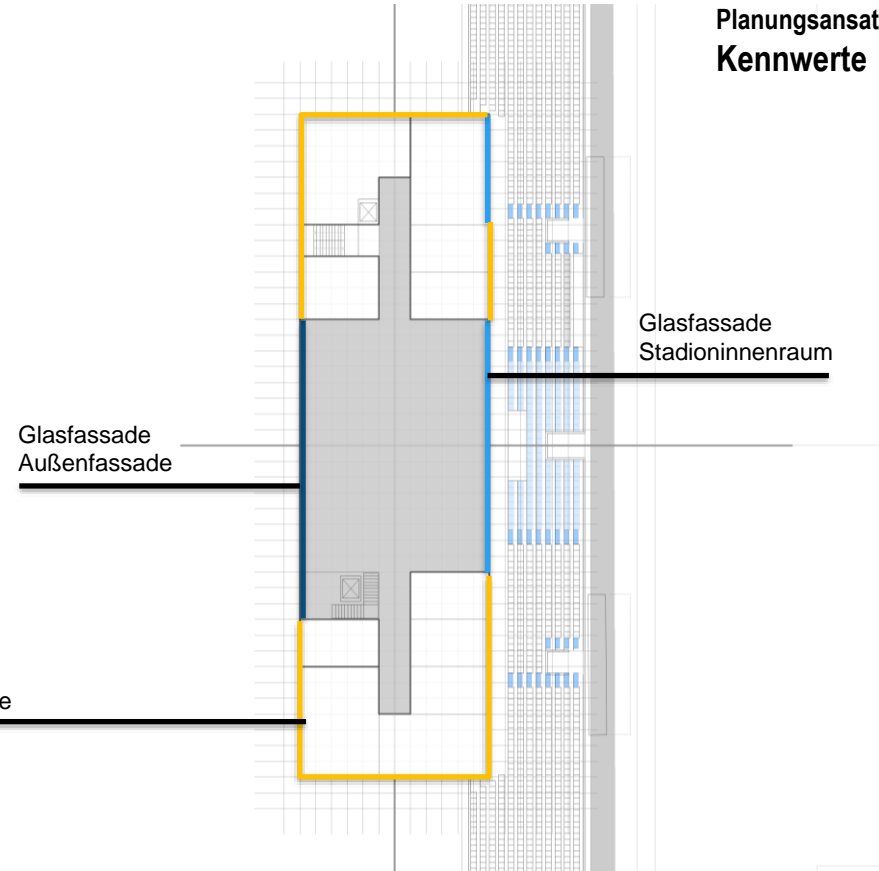 Planungsansat
Kennwerte
Glasfassade
Stadioninnenraum
Glasfassade
Außenfassade
e